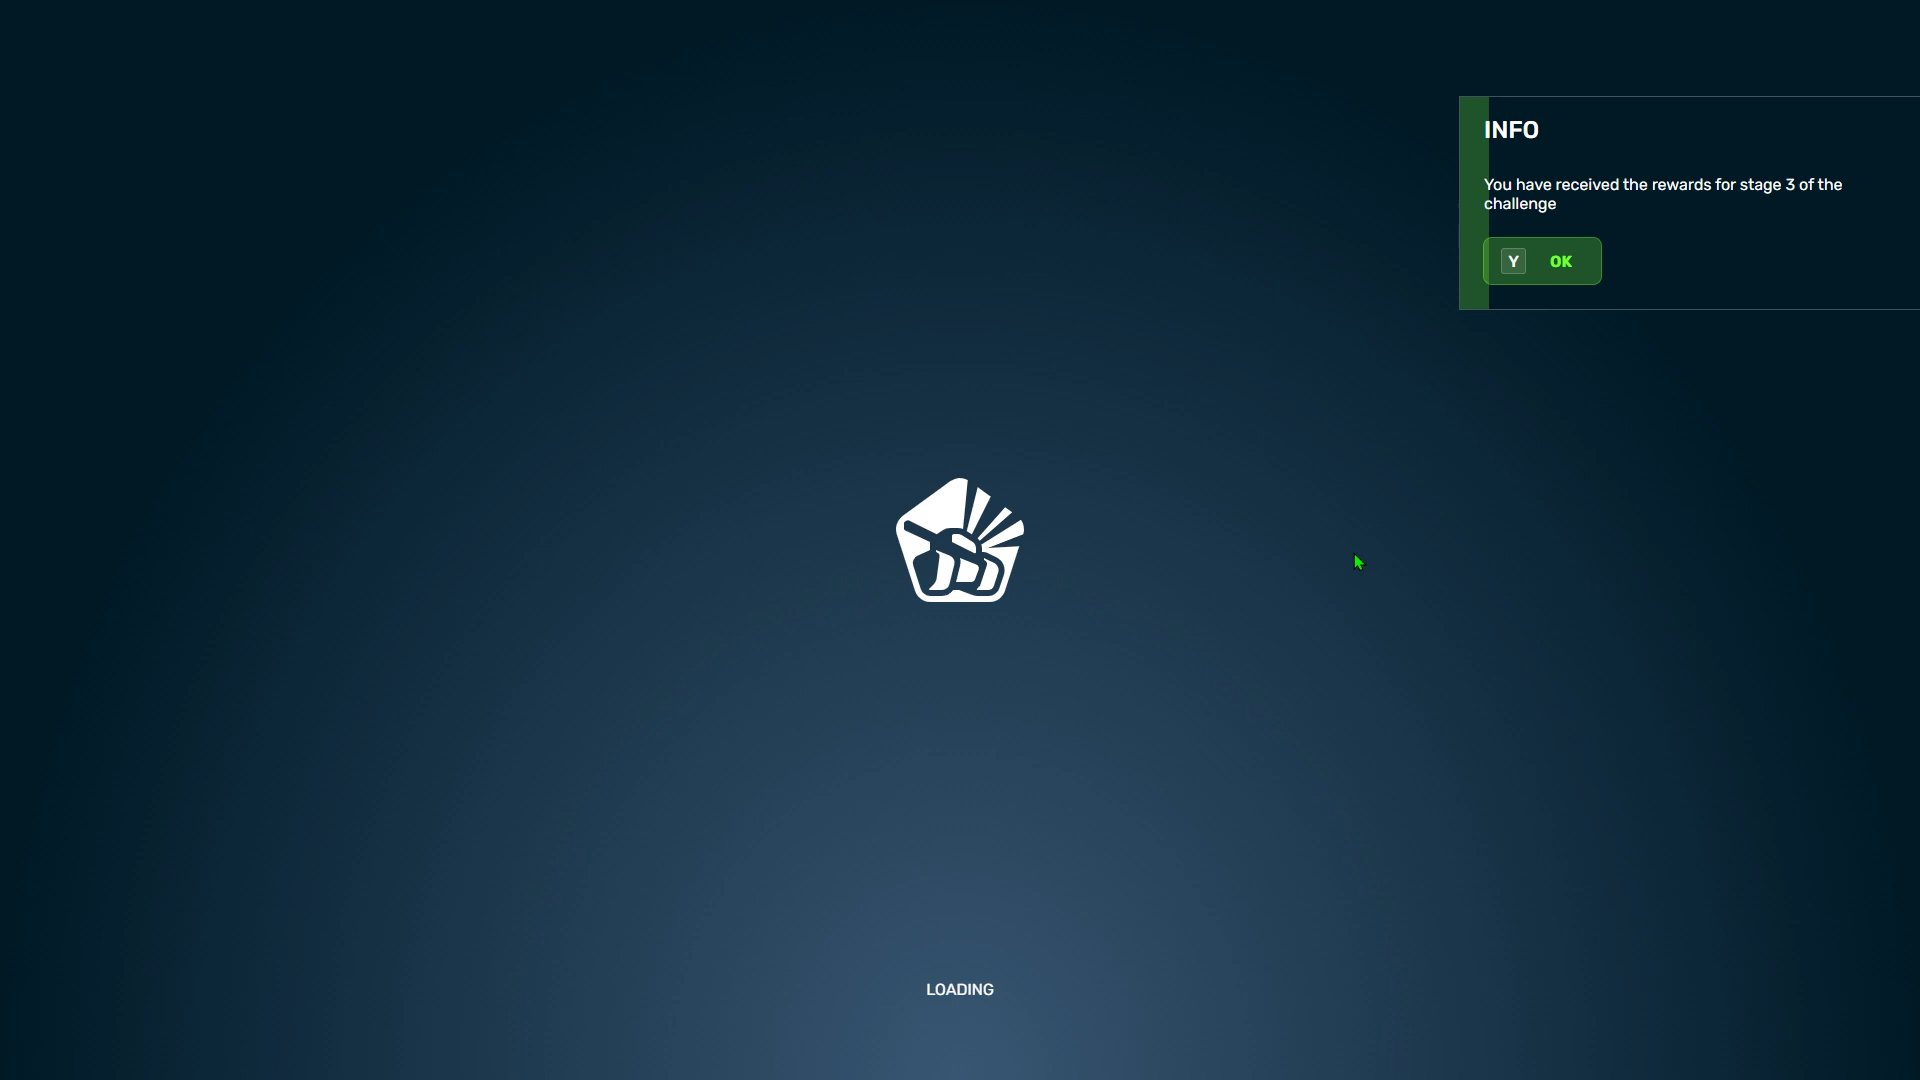 INFO
You have received the rewards for stage 3 of the
challenge
Y OK
LOADING